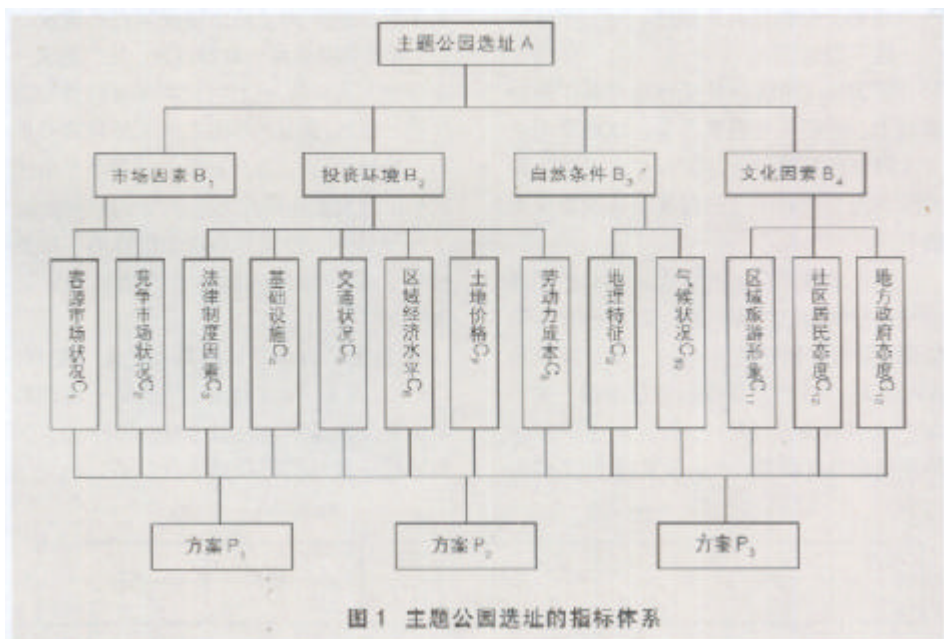 主题公园选址 A
市场因素 B₁
投资环境 B₂
自然条件 B₃
文化因素 B₄
客源市场状况C₁
竞争市场状况C₂
法律制度因素C₃
基础设施C₄
交通状况C₅
区域经济水平C₆
土地价格C₇
劳动力成本C₈
地理特征C₉
气候状况C₁₀
区域旅游形象C₁₁
社区居民态度C₁₂
地方政府态度C₁₃
方案 P₁
方案 P₂
方案 P₃
图 1 主题公园选址的指标体系